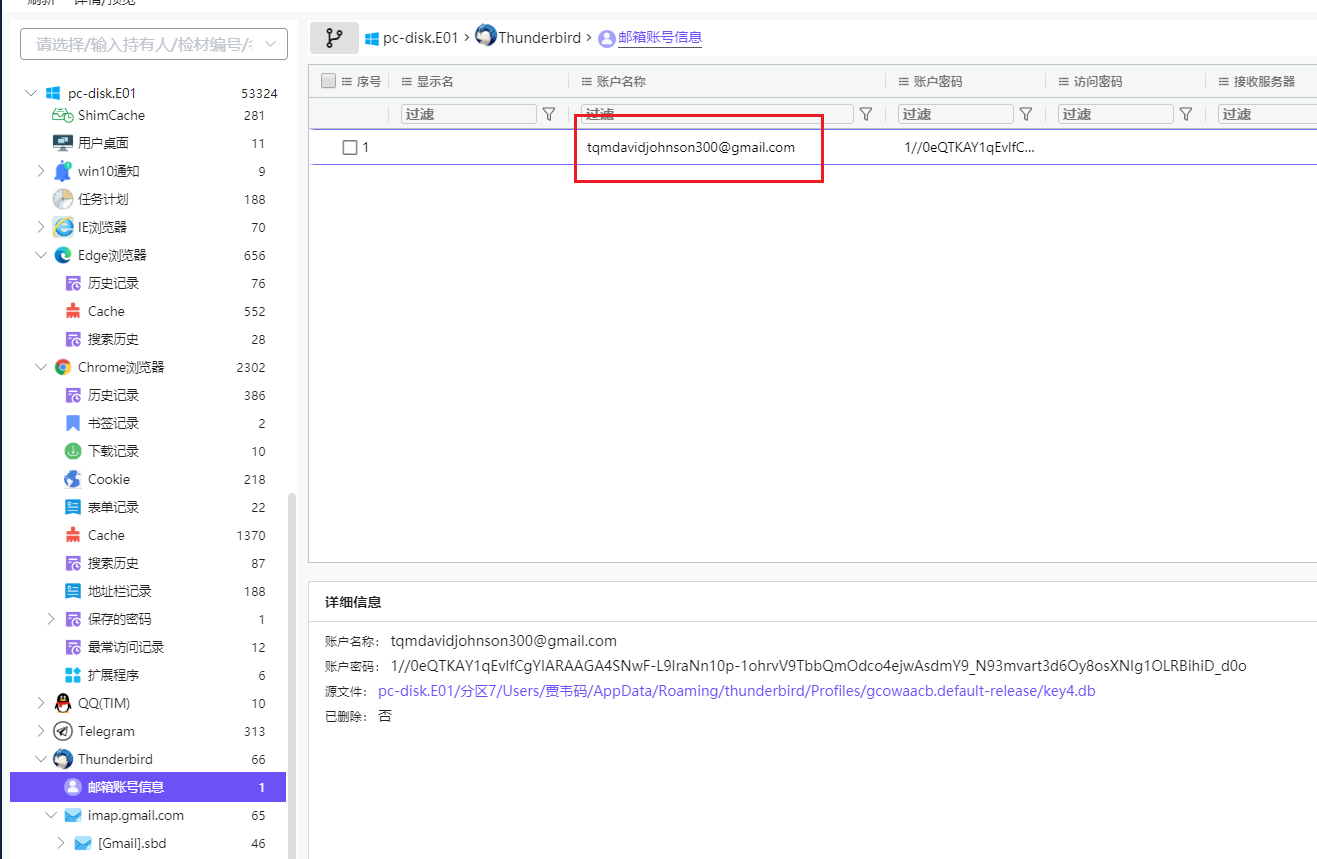 刷新 详情/预览
请选择/输入持有人/检材编号/
pc-disk.E01 53324
ShimCache 281
用户桌面 11
win10通知 9
任务计划 188
IE浏览器 70
Edge浏览器 656
历史记录 76
Cache 552
搜索历史 28
Chrome浏览器 2302
历史记录 386
书签记录 2
下载记录 10
Cookie 218
表单记录 22
Cache 1370
搜索历史 87
地址栏记录 188
保存的密码 1
最常访问记录 12
扩展程序 6
QQ(TIM) 10
Telegram 313
Thunderbird 66
邮箱账号信息 1
imap.gmail.com 65
[Gmail].sbd 46
pc-disk.E01 > Thunderbird > 邮箱账号信息
序号 显示名 账户名称 账户密码 访问密码 接收服务器
过滤 过滤 过滤 过滤 过滤
1 tqmdavidjohnson300@gmail.com 1//0eQTKAY1qEvIfC...
详细信息
账户名称: tqmdavidjohnson300@gmail.com
账户密码: 1//0eQTKAY1qEvIfCgYIARAAGA4SNwF-L9IraNn10p-1ohrvV9TbbQmOdco4ejwAsdmY9_N93mvart3d6Oy8osXNIg1OLRBihiD_d0o
源文件: pc-disk.E01/分区7/Users/贾韦码/AppData/Roaming/thunderbird/Profiles/gcowaacb.default-release/key4.db
已删除: 否